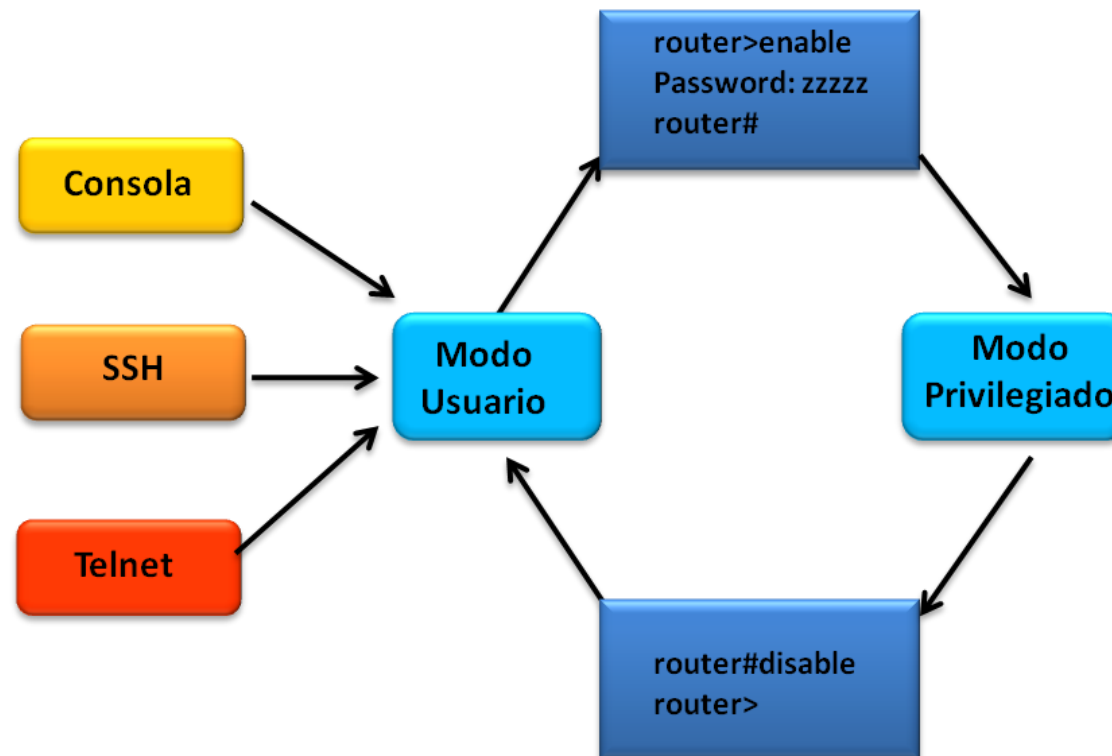 router>enable
Password: zzzzz
router#
Consola
SSH
Telnet
Modo
Usuario
Modo
Privilegiado
router#disable
router>